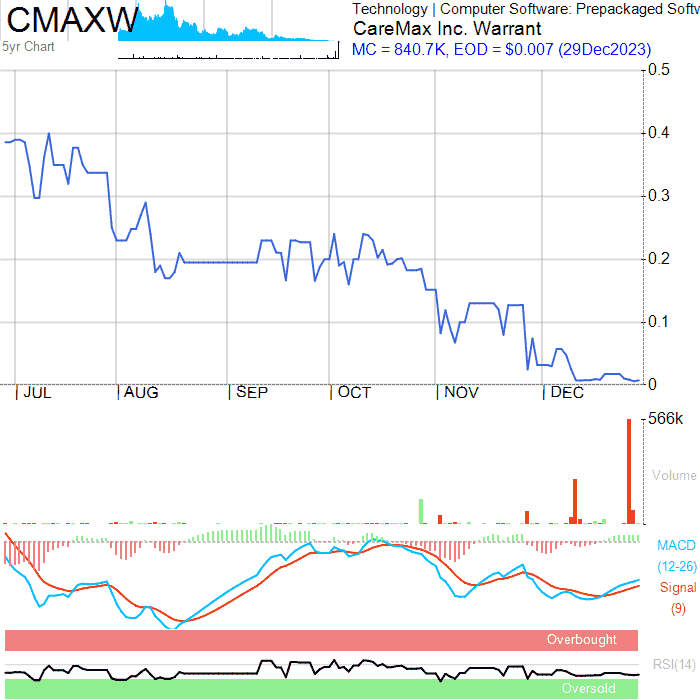 CMAXW
5yr Chart
Technology | Computer Software: Prepackaged Softw
CareMax Inc. Warrant
MC = 840.7K, EOD = $0.007 (29Dec2023)
0.5
0.4
0.3
0.2
0.1
0
JUL AUG SEP OCT NOV DEC
566k
Volume
MACD
(12-26)
Signal
(9)
Overbought
RSI(14)
Oversold